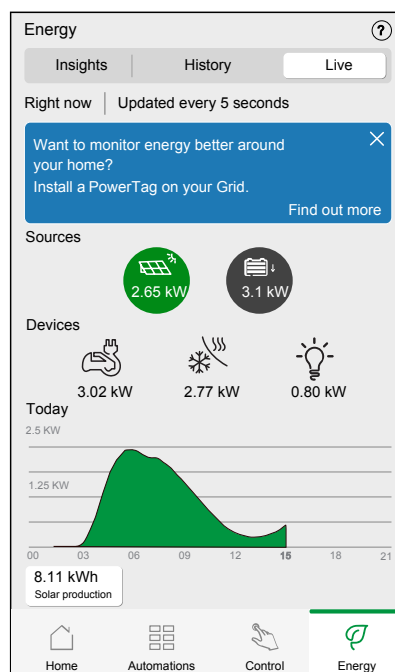 Energy ?
Insights History Live
Right now Updated every 5 seconds
Want to monitor energy better around
your home?
Install a PowerTag on your Grid.
Find out more
Sources
2.65 kW 3.1 kW
Devices
3.02 kW 2.77 kW 0.80 kW
Today
2.5 KW
1.25 KW
00 03 06 09 12 15 18 21
8.11 kWh
Solar production
Home Automations Control Energy